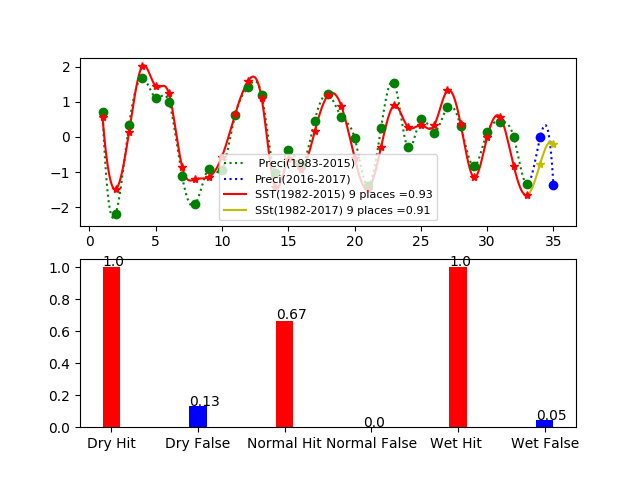 2
1
0
−1
−2
Preci(1983-2015)
Preci(2016-2017)
SST(1982-2015) 9 places =0.93
SSt(1982-2017) 9 places =0.91
0 5 10 15 20 25 30 35
1.0
0.8
0.6
0.4
0.2
0.0
1.0 0.13 0.67 0.0 1.0 0.05
Dry Hit Dry False Normal Hit Normal False Wet Hit Wet False